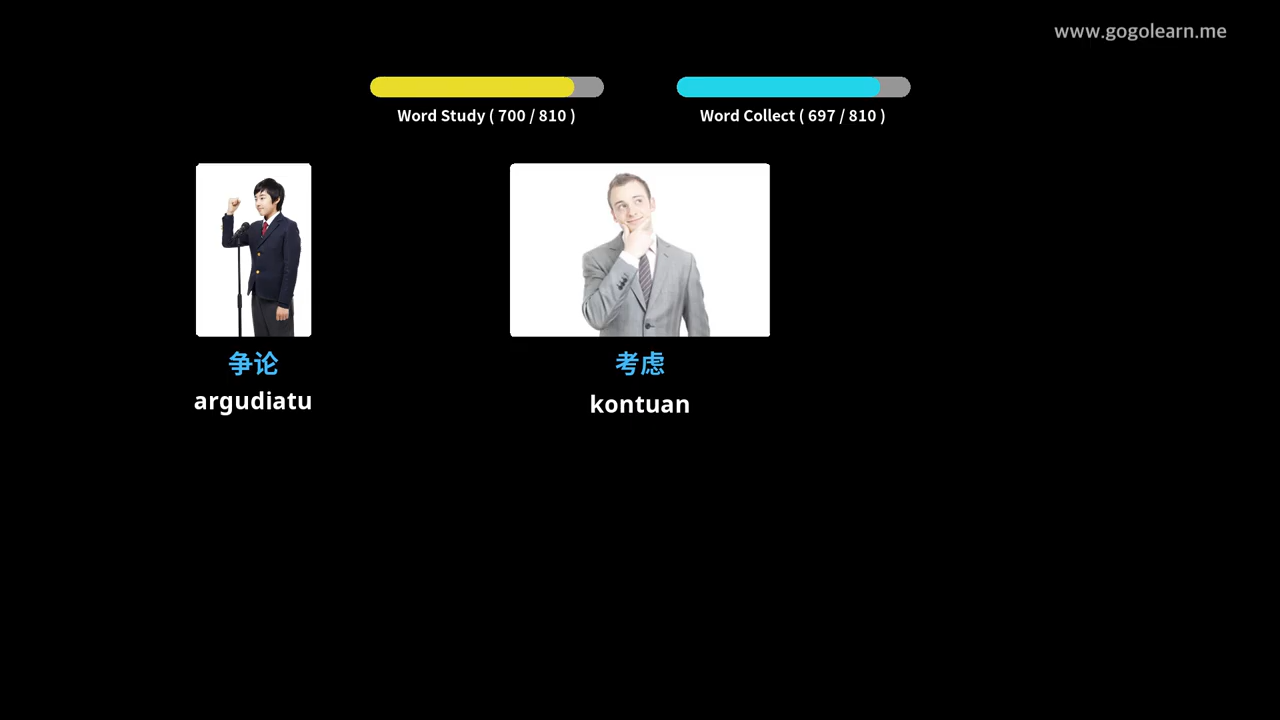 www.gogolearn.me
Word Study ( 700 / 810 )
Word Collect ( 697 / 810 )
争论
argudiatu
考虑
kontuan